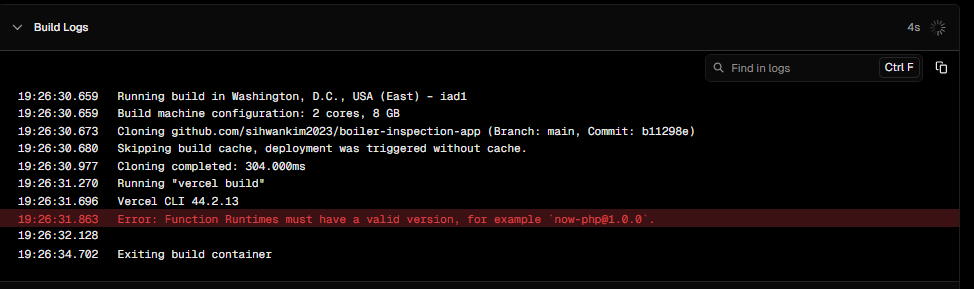 Build Logs 4s
Find in logs Ctrl F
19:26:30.659 Running build in Washington, D.C., USA (East) – iad1
19:26:30.659 Build machine configuration: 2 cores, 8 GB
19:26:30.673 Cloning github.com/sihwankim2023/boiler-inspection-app (Branch: main, Commit: b11298e)
19:26:30.680 Skipping build cache, deployment was triggered without cache.
19:26:30.977 Cloning completed: 304.000ms
19:26:31.270 Running "vercel build"
19:26:31.696 Vercel CLI 44.2.13
19:26:31.863 Error: Function Runtimes must have a valid version, for example `now-php@1.0.0`.
19:26:32.128
19:26:34.702 Exiting build container